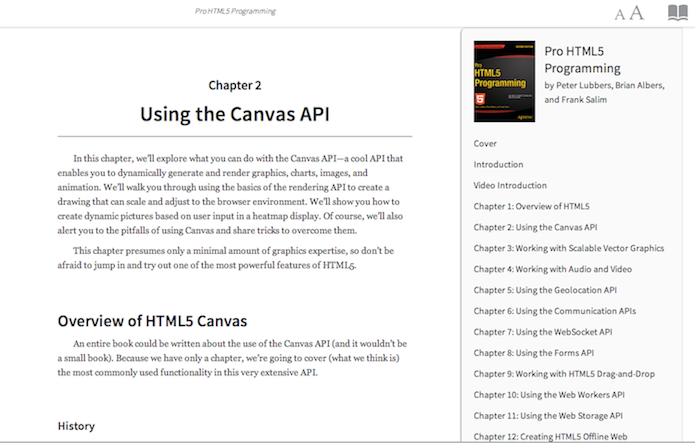 Pro HTML5 Programming
A A
Chapter 2
Using the Canvas API
In this chapter, we'll explore what you can do with the Canvas API—a cool API that
enables you to dynamically generate and render graphics, charts, images, and
animation. We'll walk you through using the basics of the rendering API to create a
drawing that can scale and adjust to the browser environment. We'll show you how to
create dynamic pictures based on user input in a heatmap display. Of course, we'll also
alert you to the pitfalls of using Canvas and share tricks to overcome them.
This chapter presumes only a minimal amount of graphics expertise, so don't be
afraid to jump in and try out one of the most powerful features of HTML5.
Overview of HTML5 Canvas
An entire book could be written about the use of the Canvas API (and it wouldn't be
a small book). Because we have only a chapter, we're going to cover (what we think is)
the most commonly used functionality in this very extensive API.
History
Pro
HTML5
Programming
Pro HTML5
Programming
by Peter Lubbers, Brian Albers,
and Frank Salim
Cover
Introduction
Video Introduction
Chapter 1: Overview of HTML5
Chapter 2: Using the Canvas API
Chapter 3: Working with Scalable Vector Graphics
Chapter 4: Working with Audio and Video
Chapter 5: Using the Geolocation API
Chapter 6: Using the Communication APIs
Chapter 7: Using the WebSocket API
Chapter 8: Using the Forms API
Chapter 9: Working with HTML5 Drag-and-Drop
Chapter 10: Using the Web Workers API
Chapter 11: Using the Web Storage API
Chapter 12: Creating HTML5 Offline Web